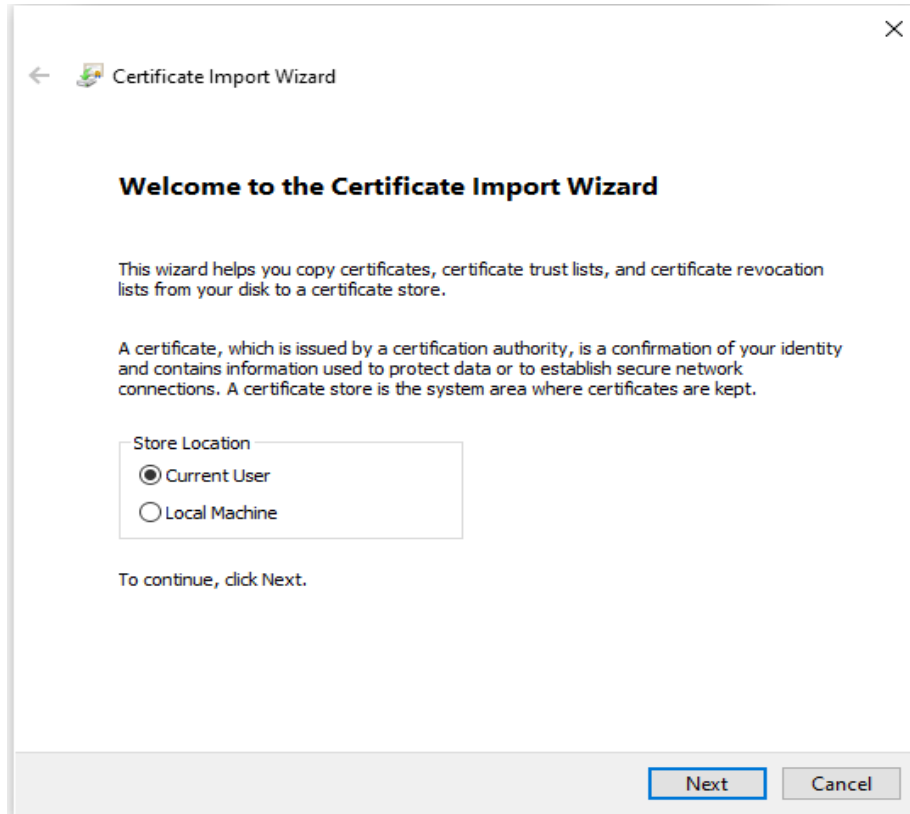 Certificate Import Wizard
Welcome to the Certificate Import Wizard
This wizard helps you copy certificates, certificate trust lists, and certificate revocation
lists from your disk to a certificate store.
A certificate, which is issued by a certification authority, is a confirmation of your identity
and contains information used to protect data or to establish secure network
connections. A certificate store is the system area where certificates are kept.
Store Location
Current User
Local Machine
To continue, click Next.
Next Cancel